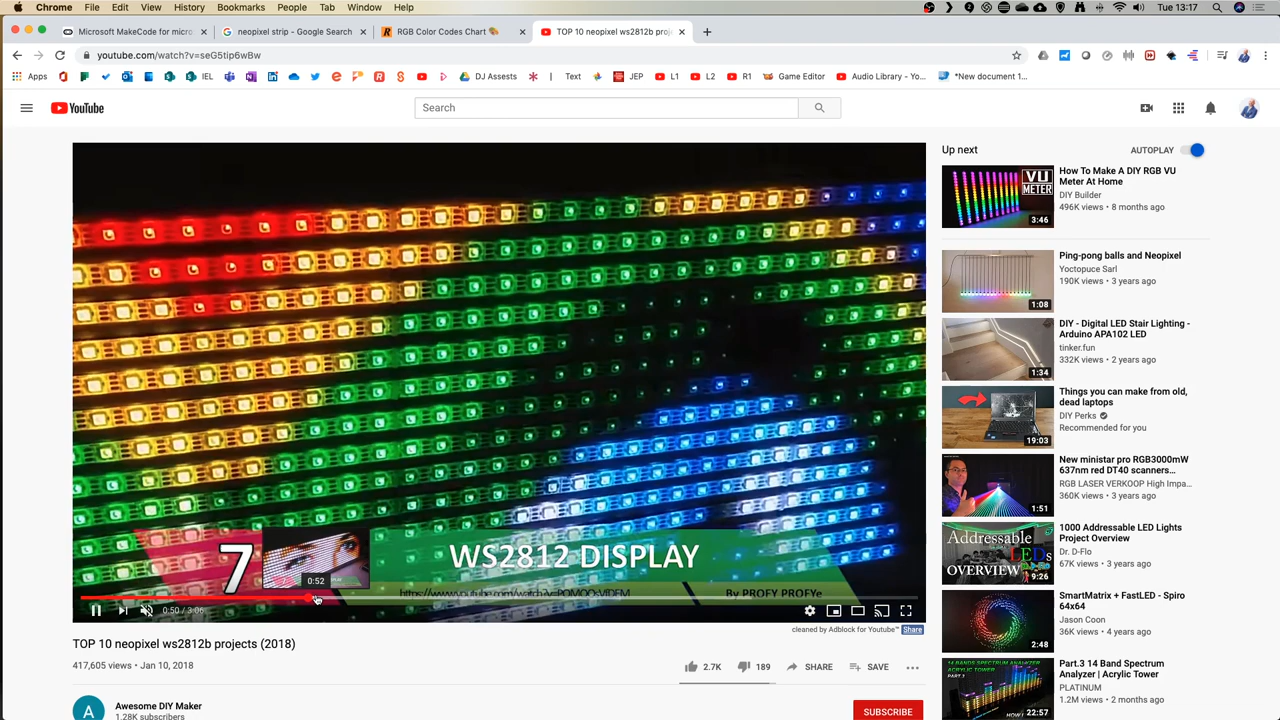 Chrome File Edit View History Bookmarks People Tab Window Help Tue 13:17
Microsoft MakeCode for micro
neopixel strip - Google Search
RGB Color Codes Chart
TOP 10 neopixel ws2812b proje
youtube.com/watch?v=seG5tip6wBw
Apps IEL DJ Assests Text JEP L1 L2 R1 Game Editor Audio Library - Yo... *New document 1...
YouTube
Search
7
WS2812 DISPLAY
By PROFY PROFYe
0:52
0:50 / 3:06
cleaned by Adblock for Youtube™ Share
TOP 10 neopixel ws2812b projects (2018)
417,605 views • Jan 10, 2018
2.7K 189 SHARE SAVE
A
Awesome DIY Maker
1.28K subscribers
SUBSCRIBE
Up next
AUTOPLAY
VU
METER
3:46
How To Make A DIY RGB VU
Meter At Home
DIY Builder
496K views • 8 months ago
1:08
Ping-pong balls and Neopixel
Yoctopuce Sarl
190K views • 3 years ago
1:34
DIY - Digital LED Stair Lighting -
Arduino APA102 LED
tinker.fun
332K views • 2 years ago
19:03
Things you can make from old,
dead laptops
DIY Perks
Recommended for you
1:51
New ministar pro RGB3000mW
637nm red DT40 scanners...
RGB LASER VERKOOP High Impa...
360K views • 3 years ago
Addressable
LEDs
OVERVIEW
9:26
1000 Addressable LED Lights
Project Overview
Dr. D-Flo
67K views • 3 years ago
2:48
SmartMatrix + FastLED - Spiro
64x64
Jason Coon
36K views • 4 years ago
14 BANDS SPECTRUM ANALYZER
22:57
Part.3 14 Band Spectrum
Analyzer | Acrylic Tower
PLATINUM
1.2M views • 2 months ago